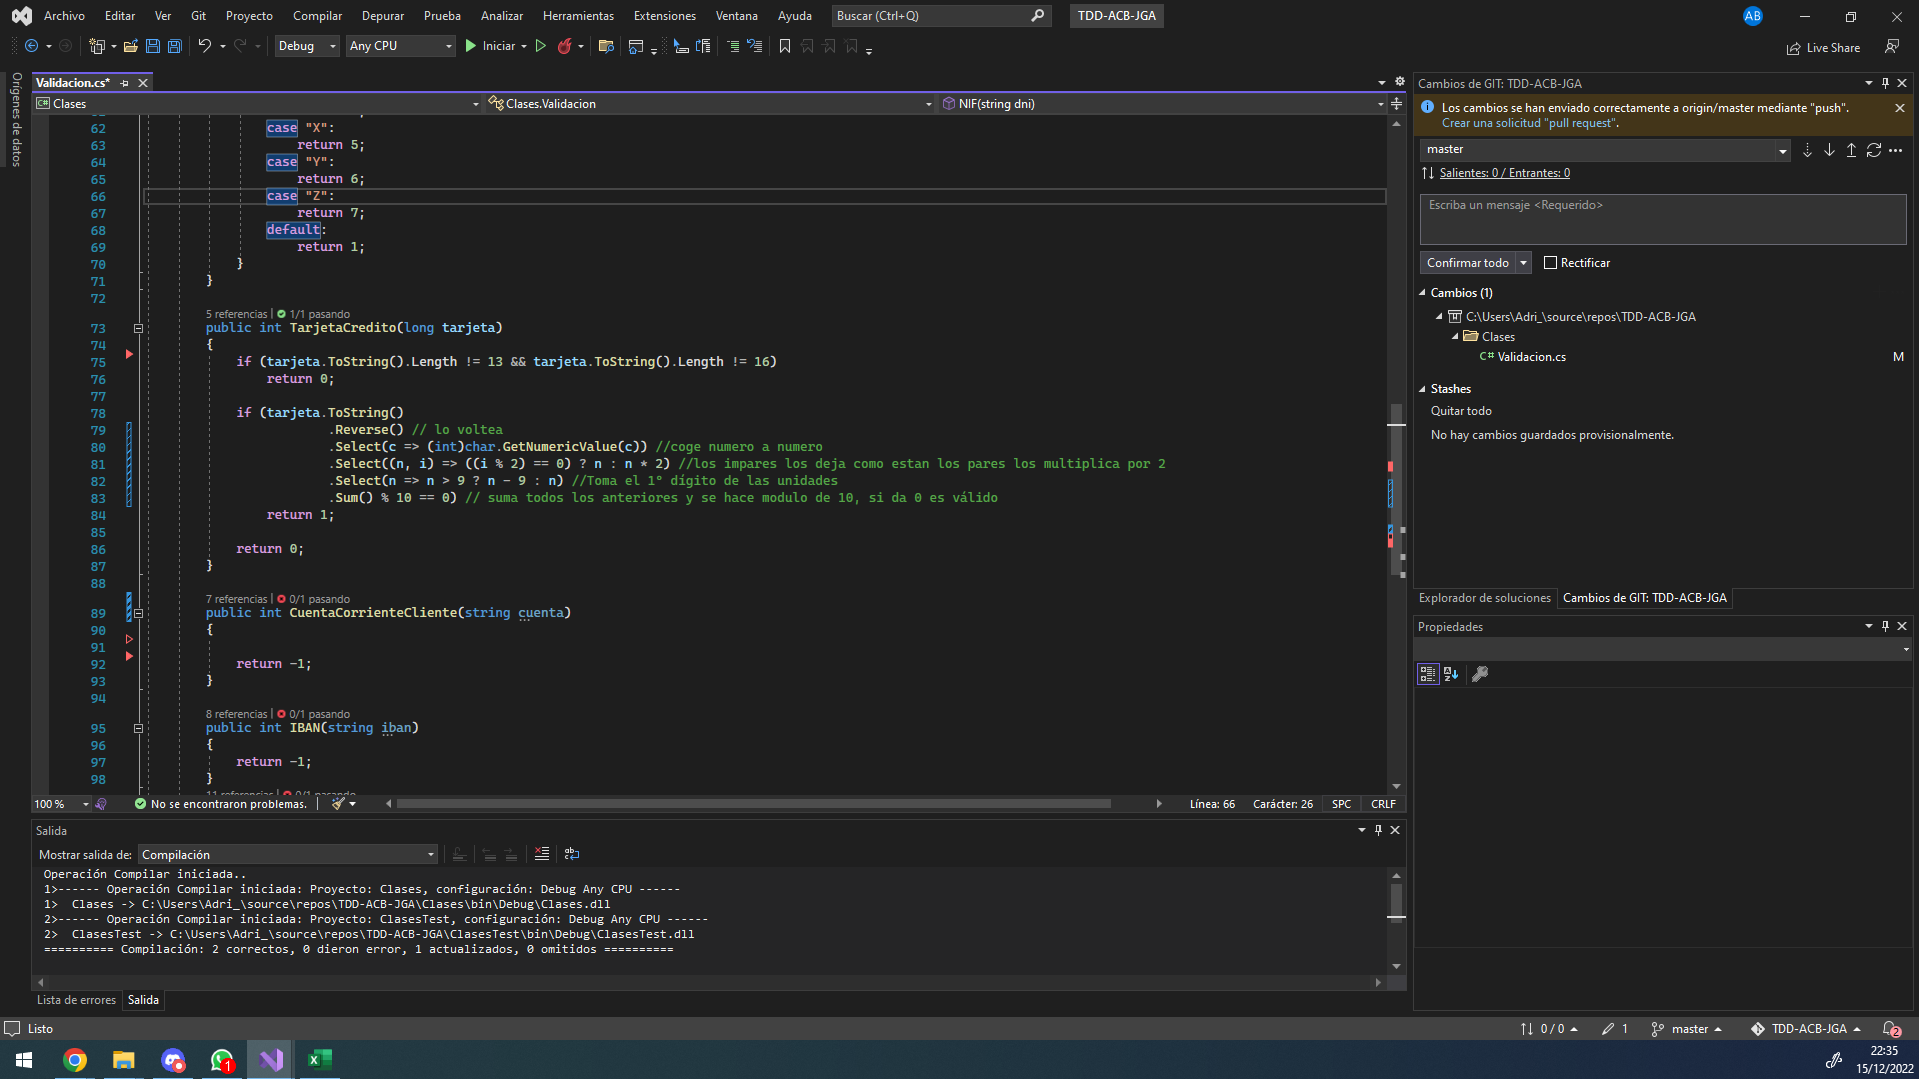 Archivo Editar Ver Git Proyecto Compilar Depurar Prueba Analizar Herramientas Extensiones Ventana Ayuda Buscar (Ctrl+Q) TDD-ACB-JGA AB
Debug Any CPU Iniciar Live Share
Orígenes de datos
Validacion.cs*
Clases Clases.Validacion NIF(string dni)
62 case "X":
63 return 5;
64 case "Y":
65 return 6;
66 case "Z":
67 return 7;
68 default:
69 return 1;
70 }
71 }
72
5 referencias | 1/1 pasando
73 public int TarjetaCredito(long tarjeta)
74 {
75 if (tarjeta.ToString().Length != 13 && tarjeta.ToString().Length != 16)
76 return 0;
77
78 if (tarjeta.ToString()
79 .Reverse() // lo voltea
80 .Select(c => (int)char.GetNumericValue(c)) //coge numero a numero
81 .Select((n, i) => ((i % 2) == 0) ? n : n * 2) //los impares los deja como estan los pares los multiplica por 2
82 .Select(n => n > 9 ? n - 9 : n) //Toma el 1º dígito de las unidades
83 .Sum() % 10 == 0) // suma todos los anteriores y se hace modulo de 10, si da 0 es válido
84 return 1;
85
86 return 0;
87 }
88
7 referencias | 0/1 pasando
89 public int CuentaCorrienteCliente(string cuenta)
90 {
91
92 return -1;
93 }
94
8 referencias | 0/1 pasando
95 public int IBAN(string iban)
96 {
97 return -1;
98 }
11 referencias | 0/1 pasando
100 % No se encontraron problemas. Línea: 66 Carácter: 26 SPC CRLF
Salida
Mostrar salida de: Compilación
Operación Compilar iniciada..
1>------ Operación Compilar iniciada: Proyecto: Clases, configuración: Debug Any CPU ------
1> Clases -> C:\Users\Adri_\source\repos\TDD-ACB-JGA\Clases\bin\Debug\Clases.dll
2>------ Operación Compilar iniciada: Proyecto: ClasesTest, configuración: Debug Any CPU ------
2> ClasesTest -> C:\Users\Adri_\source\repos\TDD-ACB-JGA\ClasesTest\bin\Debug\ClasesTest.dll
========== Compilación: 2 correctos, 0 dieron error, 1 actualizados, 0 omitidos ==========
Lista de errores Salida
Cambios de GIT: TDD-ACB-JGA
Los cambios se han enviado correctamente a origin/master mediante "push".
Crear una solicitud "pull request".
master
Salientes: 0 / Entrantes: 0
Escriba un mensaje <Requerido>
Confirmar todo Rectificar
Cambios (1)
C:\Users\Adri_\source\repos\TDD-ACB-JGA
Clases
C# Validacion.cs M
Stashes
Quitar todo
No hay cambios guardados provisionalmente.
Explorador de soluciones Cambios de GIT: TDD-ACB-JGA
Propiedades
Listo 0 / 0 1 master TDD-ACB-JGA 2
1
22:35
15/12/2022